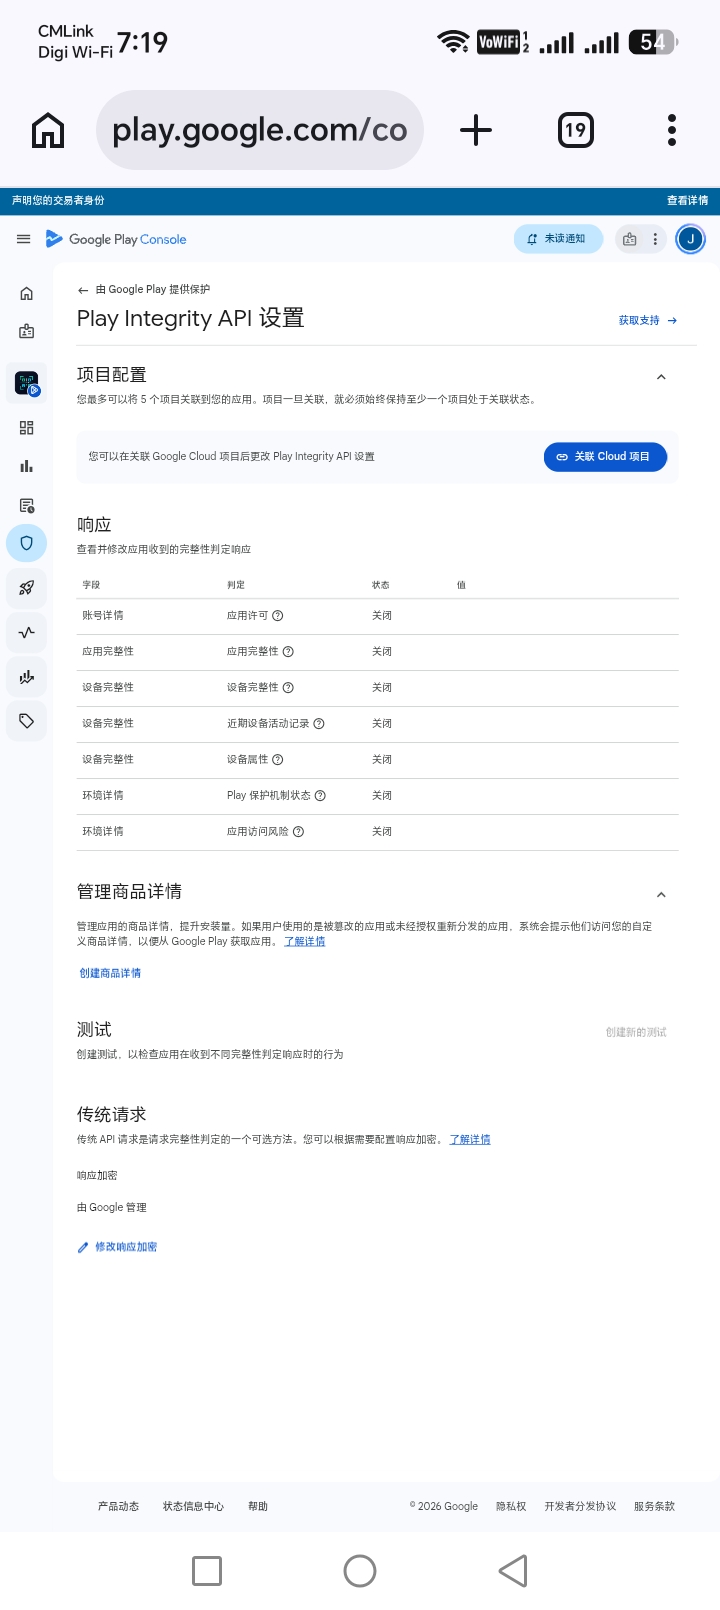 CMLink
Digi Wi-Fi
7:19
VoWiFi 1 2
54
play.google.com/co
19
声明您的交易者身份
查看详情
Google Play Console
未读通知
J
由 Google Play 提供保护
Play Integrity API 设置
获取支持
项目配置
您最多可以将 5 个项目关联到您的应用。项目一旦关联，就必须始终保持至少一个项目处于关联状态。
您可以在关联 Google Cloud 项目后更改 Play Integrity API 设置
关联 Cloud 项目
响应
查看并修改应用收到的完整性判定响应
字段 判定 状态 值
账号详情 应用许可 关闭
应用完整性 应用完整性 关闭
设备完整性 设备完整性 关闭
设备完整性 近期设备活动记录 关闭
设备完整性 设备属性 关闭
环境详情 Play 保护机制状态 关闭
环境详情 应用访问风险 关闭
管理商品详情
管理应用的商品详情，提升安装量。如果用户使用的是被篡改的应用或未经授权重新分发的应用，系统会提示他们访问您的自定
义商品详情，以便从 Google Play 获取应用。 了解详情
创建商品详情
测试
创建新的测试
创建测试，以检查应用在收到不同完整性判定响应时的行为
传统请求
传统 API 请求是请求完整性判定的一个可选方法。您可以根据需要配置响应加密。 了解详情
响应加密
由 Google 管理
修改响应加密
产品动态 状态信息中心 帮助
© 2026 Google 隐私权 开发者分发协议 服务条款